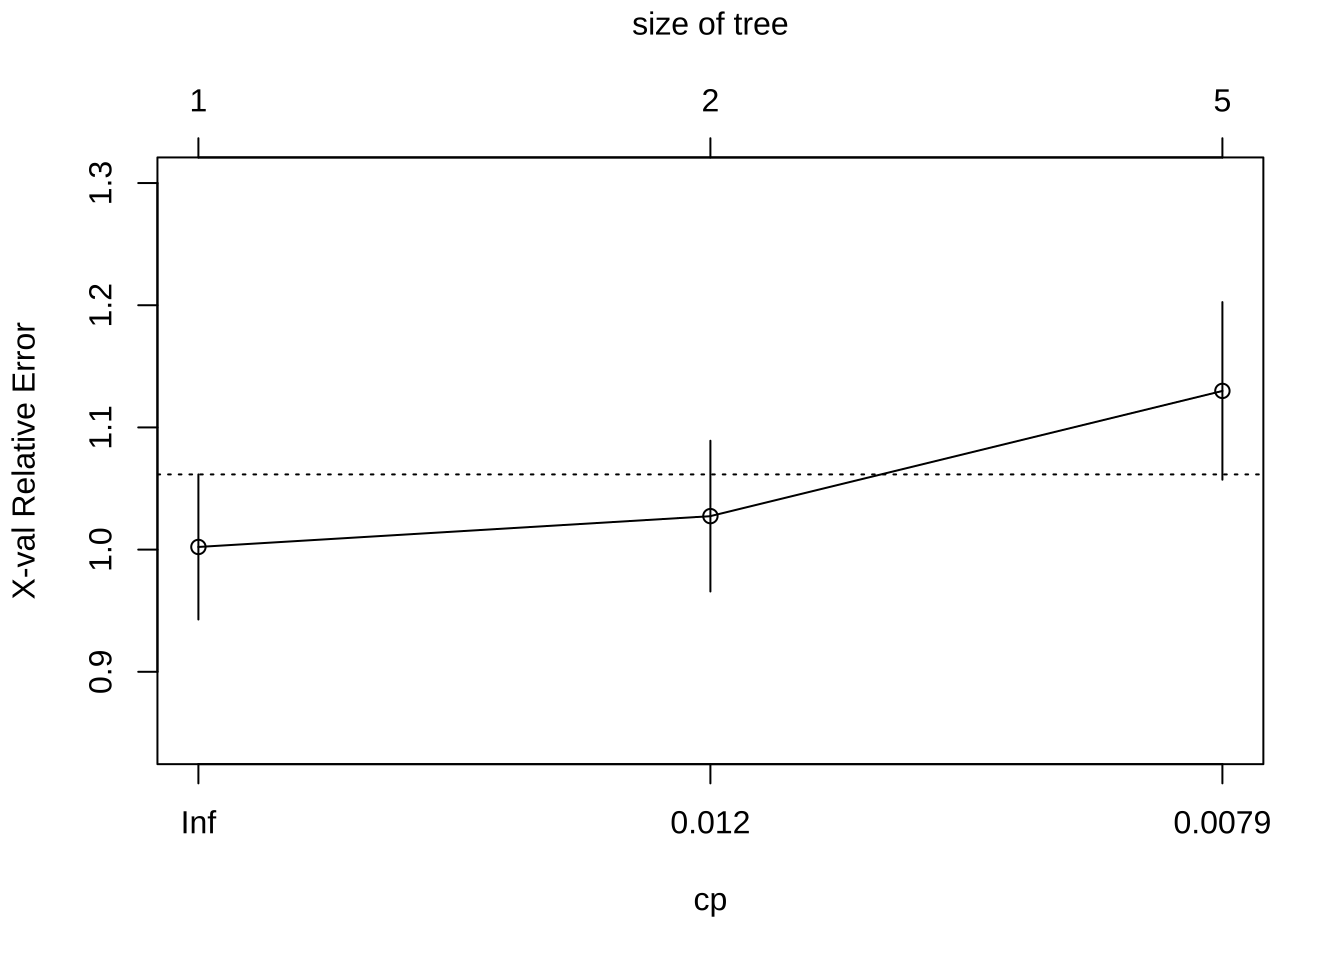 size of tree
1 2 5
X-val Relative Error
1.3
1.2
1.1
1.0
0.9
Inf 0.012 0.0079
cp